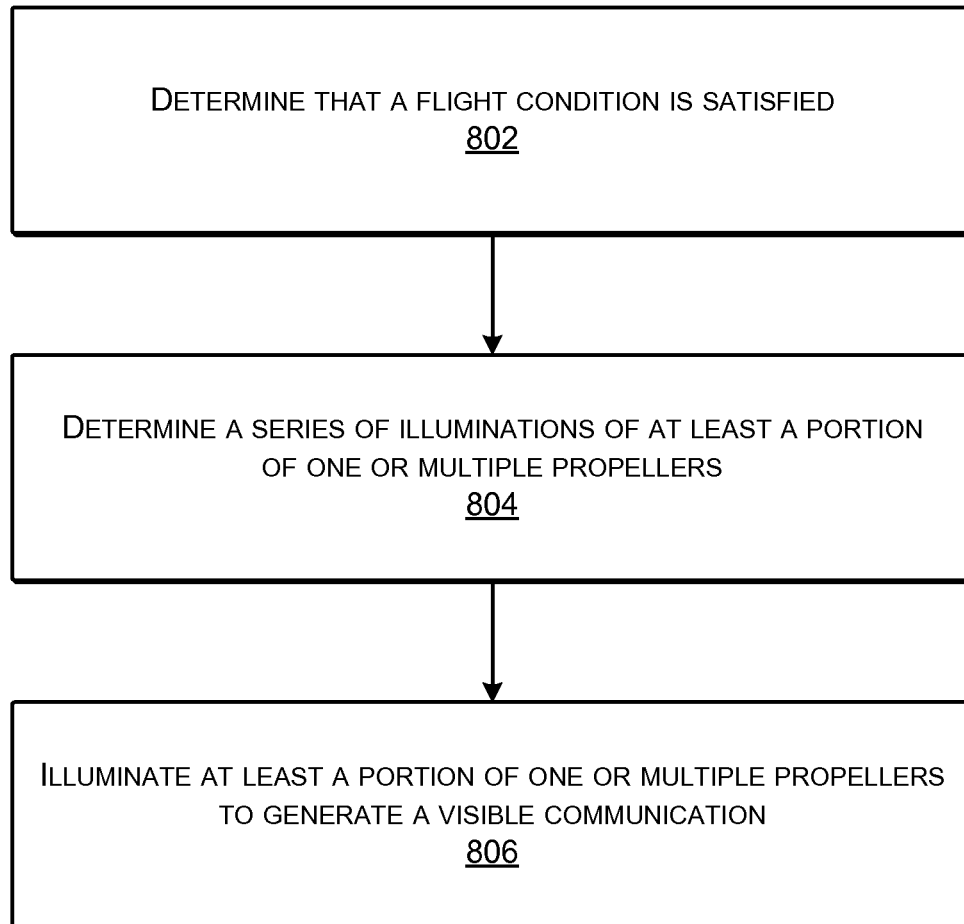 DETERMINE THAT A FLIGHT CONDITION IS SATISFIED
802
DETERMINE A SERIES OF ILLUMINATIONS OF AT LEAST A PORTION
OF ONE OR MULTIPLE PROPELLERS
804
ILLUMINATE AT LEAST A PORTION OF ONE OR MULTIPLE PROPELLERS
TO GENERATE A VISIBLE COMMUNICATION
806